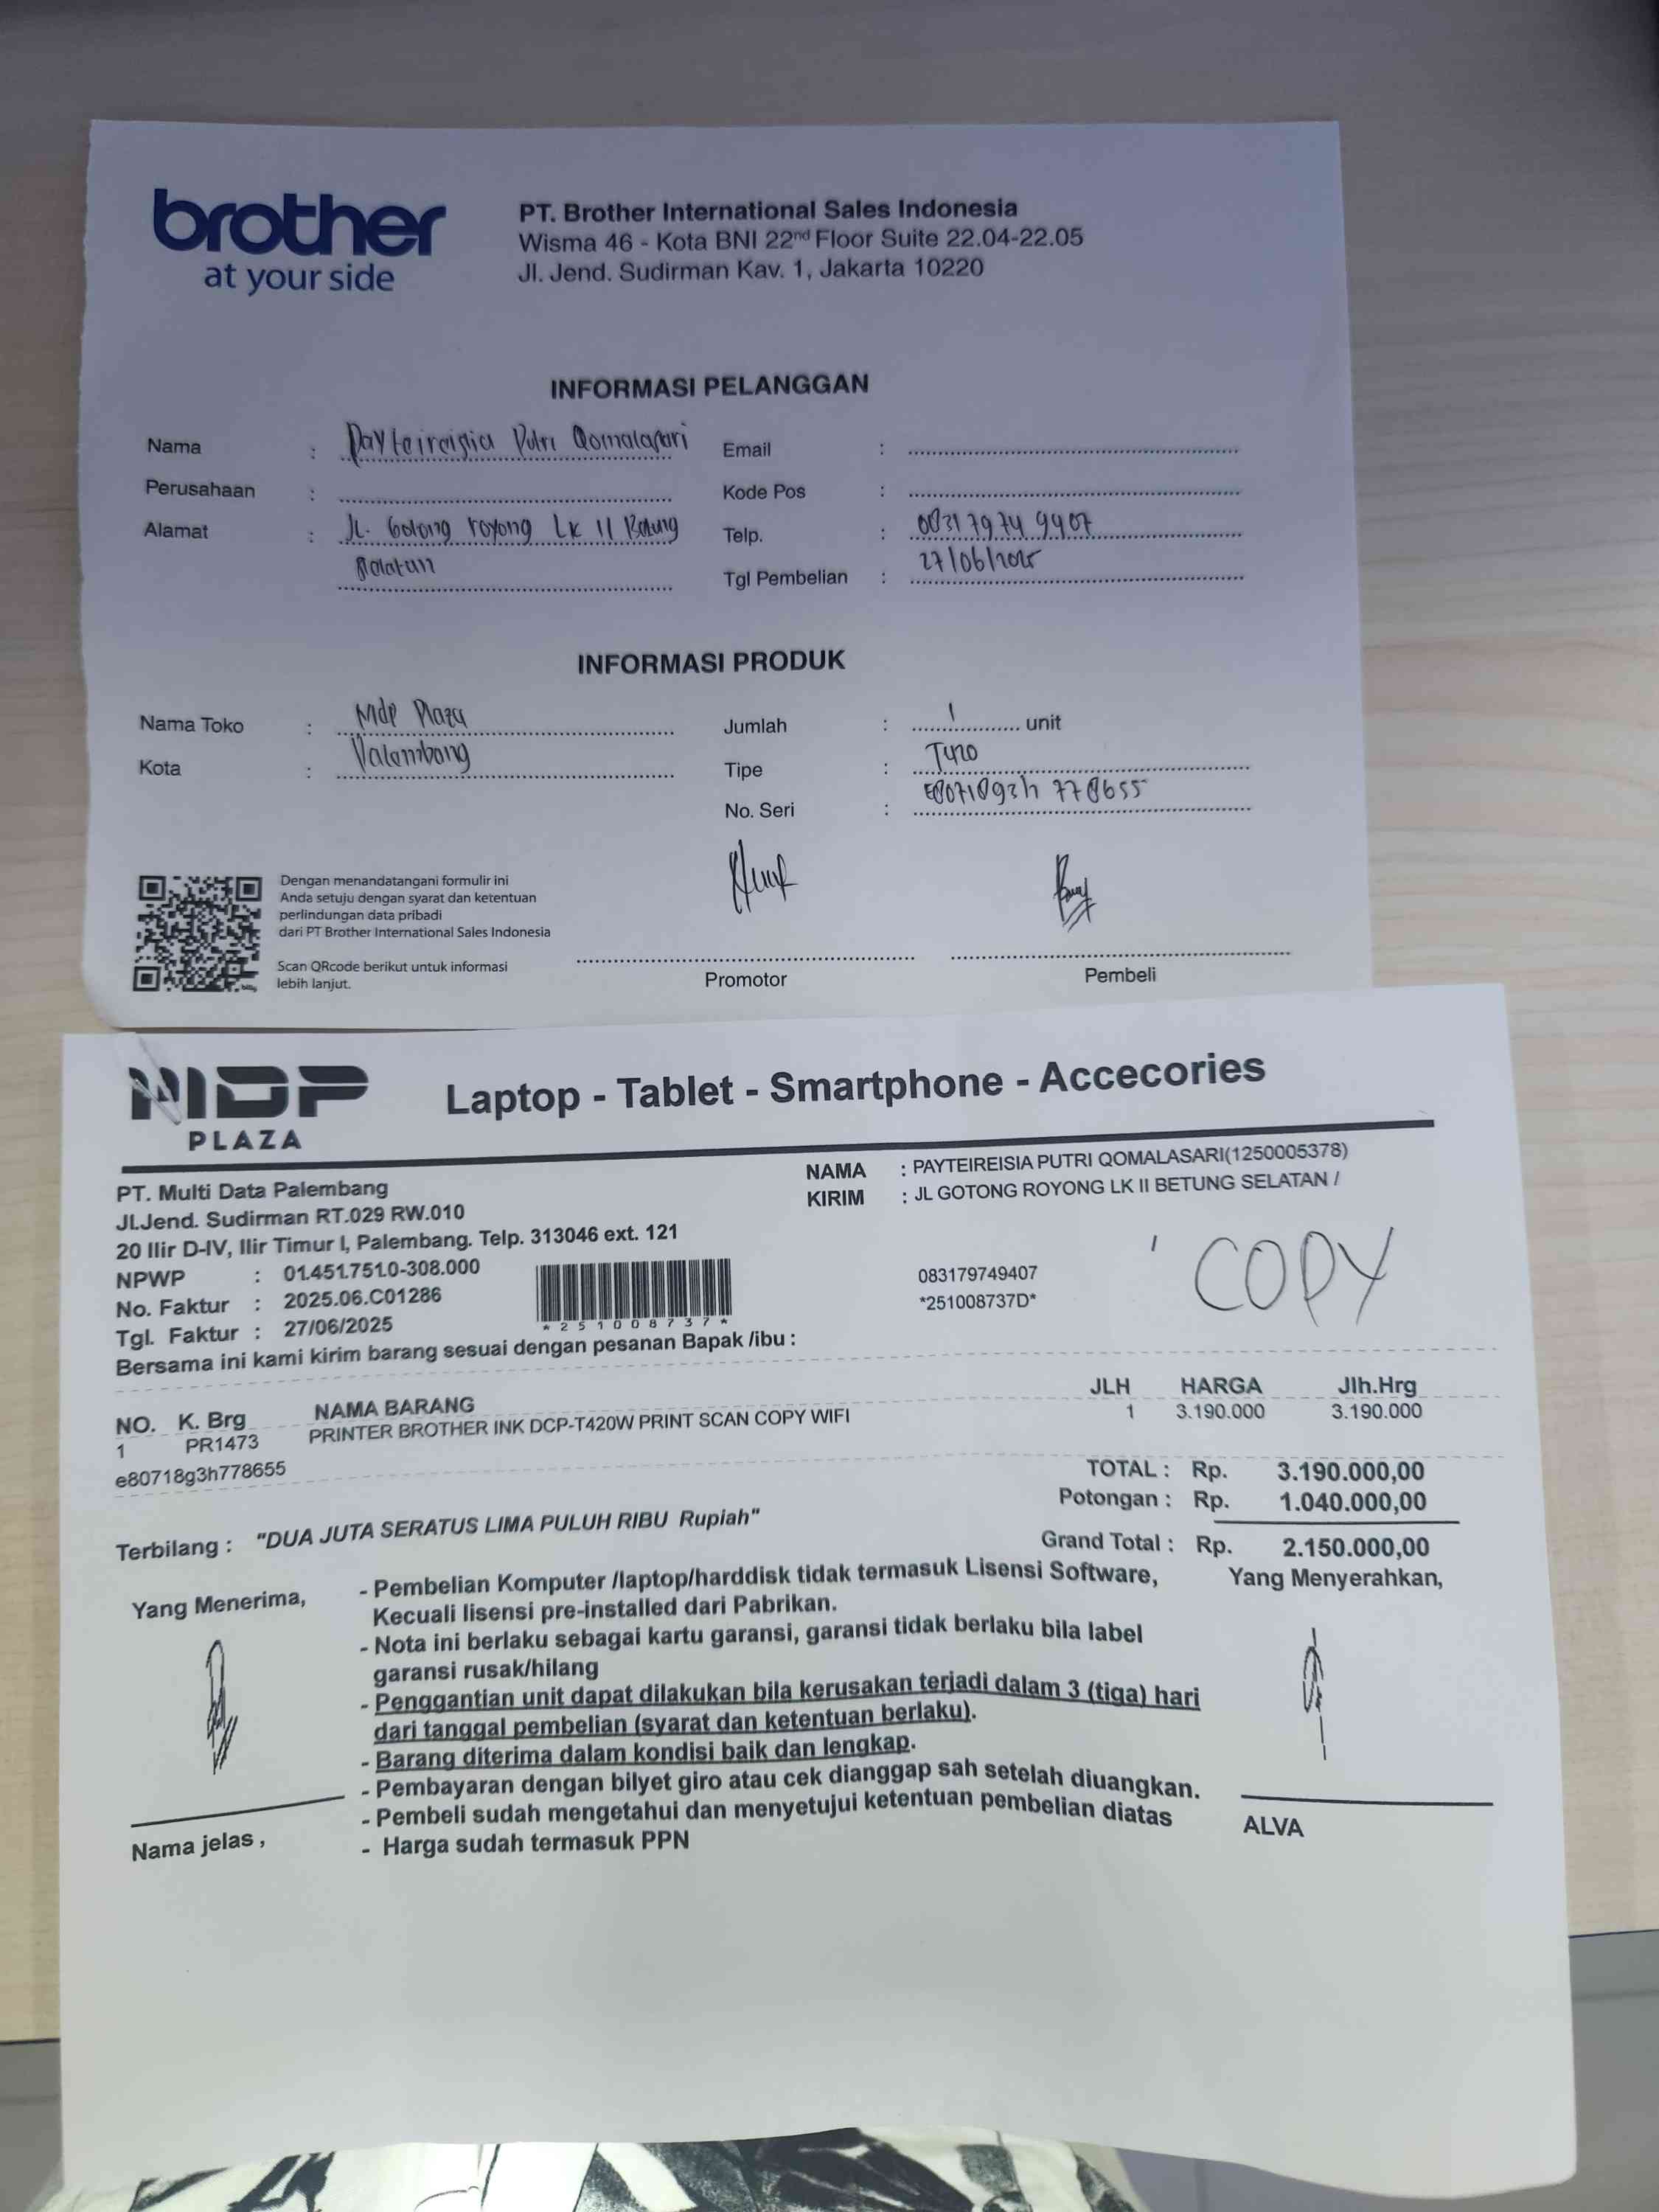 brother
at your side
PT. Brother International Sales Indonesia
Wisma 46 - Kota BNI 22nd Floor Suite 22.04-22.05
Jl. Jend. Sudirman Kav. 1, Jakarta 10220
INFORMASI PELANGGAN
Nama : Payteireisia Putri Qomalasari
Email :
Perusahaan :
Kode Pos :
Alamat : JL. Gotong royong Lk II Betung
Selatan
Telp. : 083179749407
Tgl Pembelian : 27/06/2025
INFORMASI PRODUK
Nama Toko : Mdp Plaza
Jumlah : 1 unit
Kota : Palembang
Tipe : T420
No. Seri : E80718g3h778655
Dengan menandatangani formulir ini
Anda setuju dengan syarat dan ketentuan
perlindungan data pribadi
dari PT Brother International Sales Indonesia
Scan QRcode berikut untuk informasi
lebih lanjut.
Promotor
Pembeli
MDP
PLAZA
Laptop - Tablet - Smartphone - Accecories
PT. Multi Data Palembang
Jl.Jend. Sudirman RT.029 RW.010
20 Ilir D-IV, Ilir Timur I, Palembang. Telp. 313046 ext. 121
NPWP : 01.451.751.0-308.000
No. Faktur : 2025.06.C01286
Tgl. Faktur : 27/06/2025
*251008737*
NAMA : PAYTEIREISIA PUTRI QOMALASARI(1250005378)
KIRIM : JL GOTONG ROYONG LK II BETUNG SELATAN /
083179749407
*251008737D*
COPY
Bersama ini kami kirim barang sesuai dengan pesanan Bapak /ibu :
NO. K. Brg NAMA BARANG JLH HARGA Jlh.Hrg
1 PR1473 PRINTER BROTHER INK DCP-T420W PRINT SCAN COPY WIFI 1 3.190.000 3.190.000
e80718g3h778655
TOTAL : Rp. 3.190.000,00
Potongan : Rp. 1.040.000,00
Grand Total : Rp. 2.150.000,00
Terbilang : "DUA JUTA SERATUS LIMA PULUH RIBU Rupiah"
Yang Menerima,
- Pembelian Komputer /laptop/harddisk tidak termasuk Lisensi Software,
Kecuali lisensi pre-installed dari Pabrikan.
- Nota ini berlaku sebagai kartu garansi, garansi tidak berlaku bila label
garansi rusak/hilang
- Penggantian unit dapat dilakukan bila kerusakan terjadi dalam 3 (tiga) hari
dari tanggal pembelian (syarat dan ketentuan berlaku).
- Barang diterima dalam kondisi baik dan lengkap.
- Pembayaran dengan bilyet giro atau cek dianggap sah setelah diuangkan.
- Pembeli sudah mengetahui dan menyetujui ketentuan pembelian diatas
- Harga sudah termasuk PPN
Yang Menyerahkan,
Nama jelas ,
ALVA